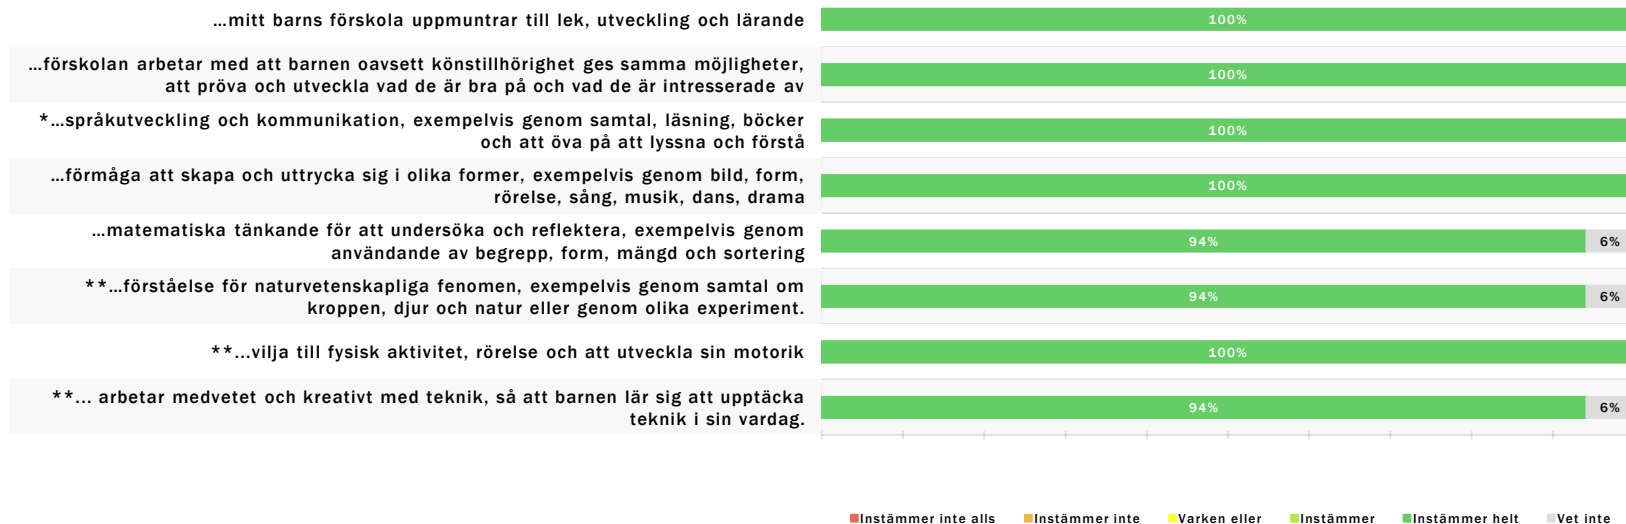 ...mitt barns förskola uppmuntrar till lek, utveckling och lärande
100%
...förskolan arbetar med att barnen oavsett könstillhörighet ges samma möjligheter,
att pröva och utveckla vad de är bra på och vad de är intresserade av
100%
*...språkutveckling och kommunikation, exempelvis genom samtal, läsning, böcker
och att öva på att lyssna och förstå
100%
...förmåga att skapa och uttrycka sig i olika former, exempelvis genom bild, form,
rörelse, sång, musik, dans, drama
100%
...matematiska tänkande för att undersöka och reflektera, exempelvis genom
användande av begrepp, form, mängd och sortering
94% 6%
**...förståelse för naturvetenskapliga fenomen, exempelvis genom samtal om
kroppen, djur och natur eller genom olika experiment.
94% 6%
**...vilja till fysisk aktivitet, rörelse och att utveckla sin motorik
100%
**... arbetar medvetet och kreativt med teknik, så att barnen lär sig att upptäcka
teknik i sin vardag.
94% 6%
Instämmer inte alls Instämmer inte Varken eller Instämmer Instämmer helt Vet inte